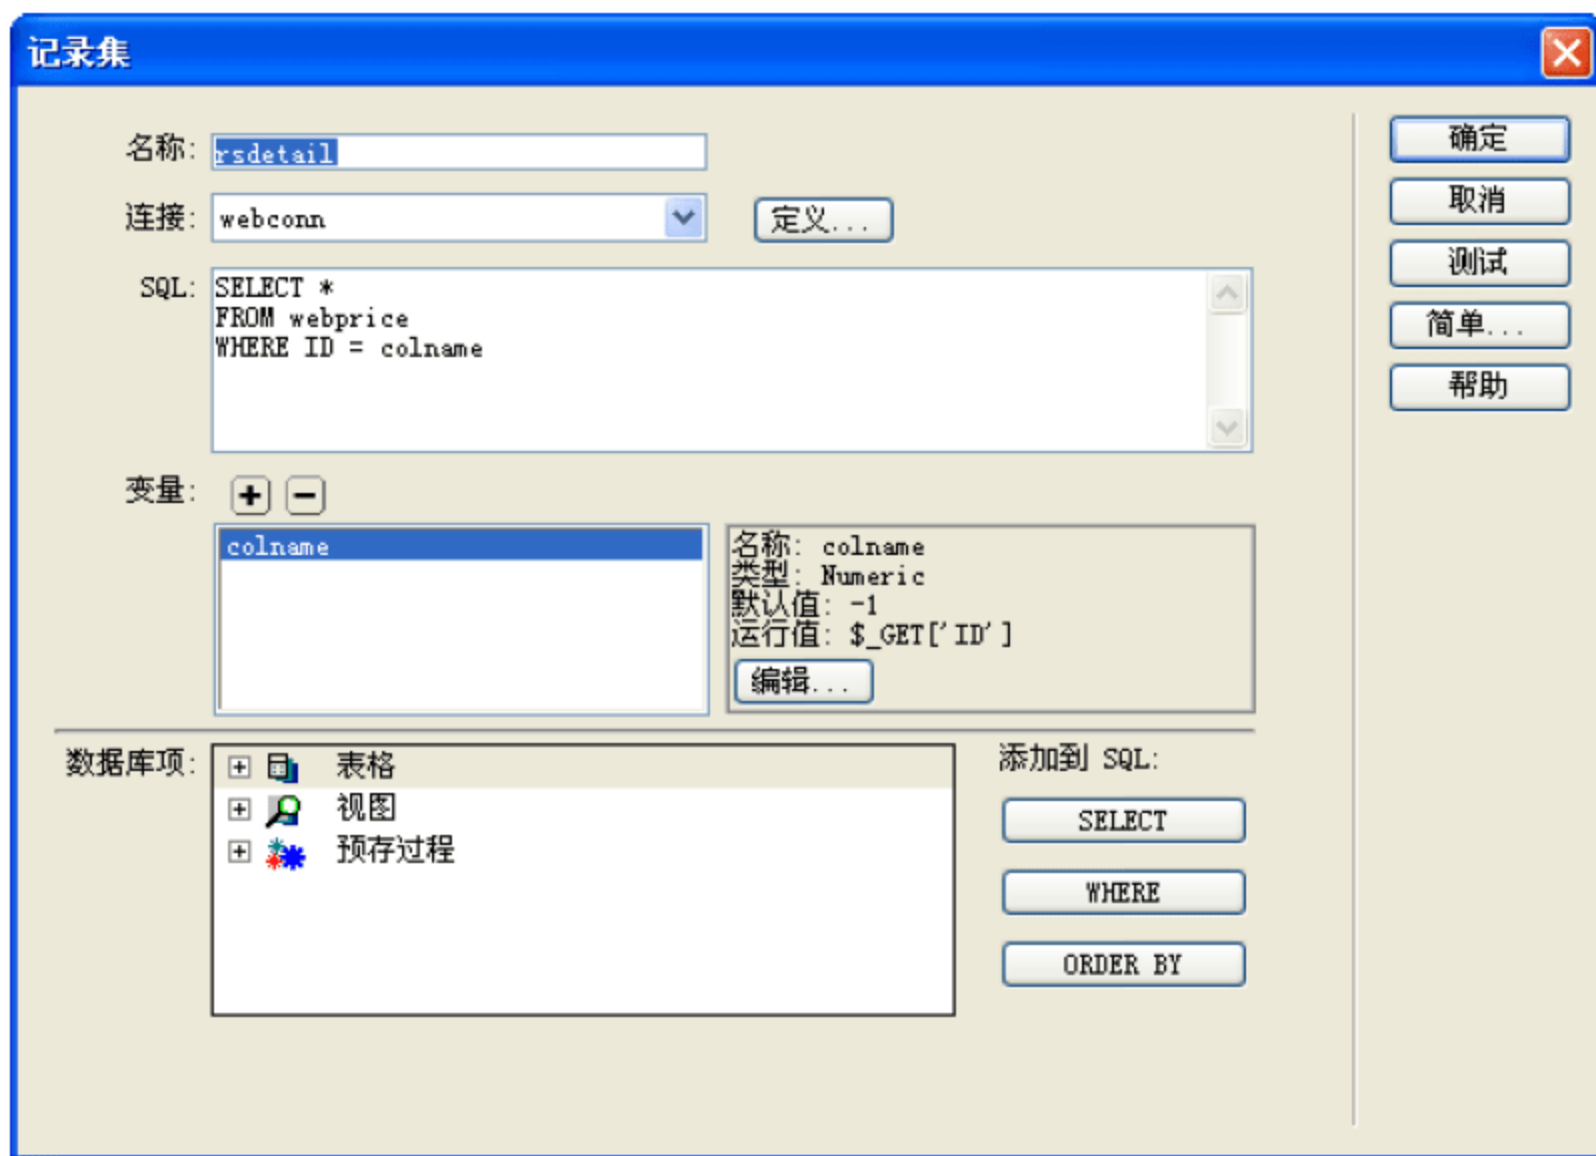 记录集
名称: rsdetail
连接: webconn 定义...
SQL: SELECT *
FROM webprice
WHERE ID = colname
变量:
colname
名称: colname
类型: Numeric
默认值: -1
运行值: $_GET['ID']
编辑...
数据库项: 表格
视图
预存过程
添加到 SQL:
SELECT
WHERE
ORDER BY
确定
取消
测试
简单...
帮助